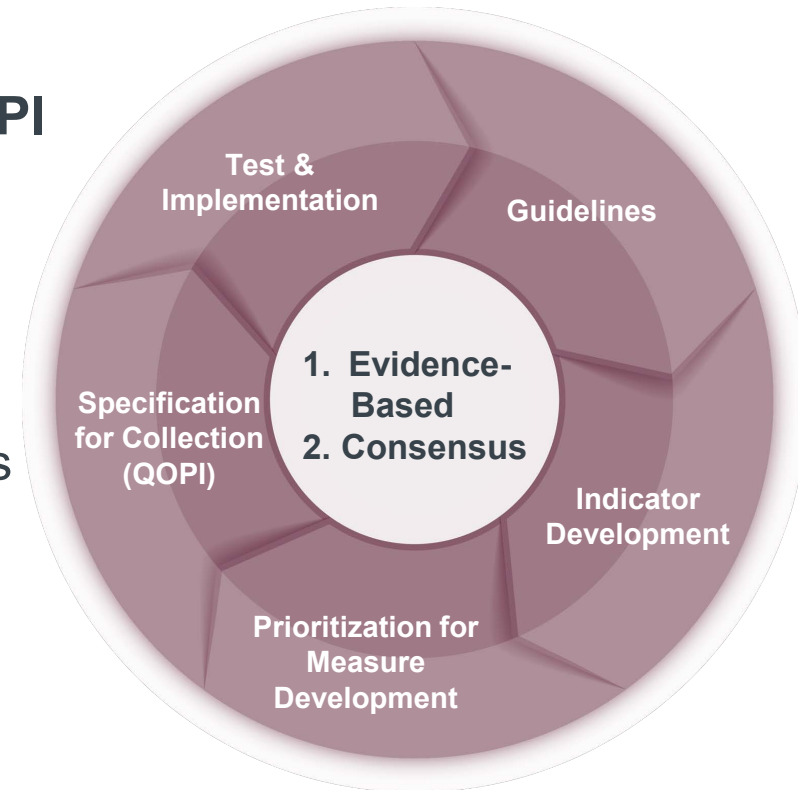 PI
Test &
Implementation
Guidelines
1. Evidence-
Based
2. Consensus
Specification
for Collection
(QOPI)
s
Indicator
Development
Prioritization for
Measure
Development